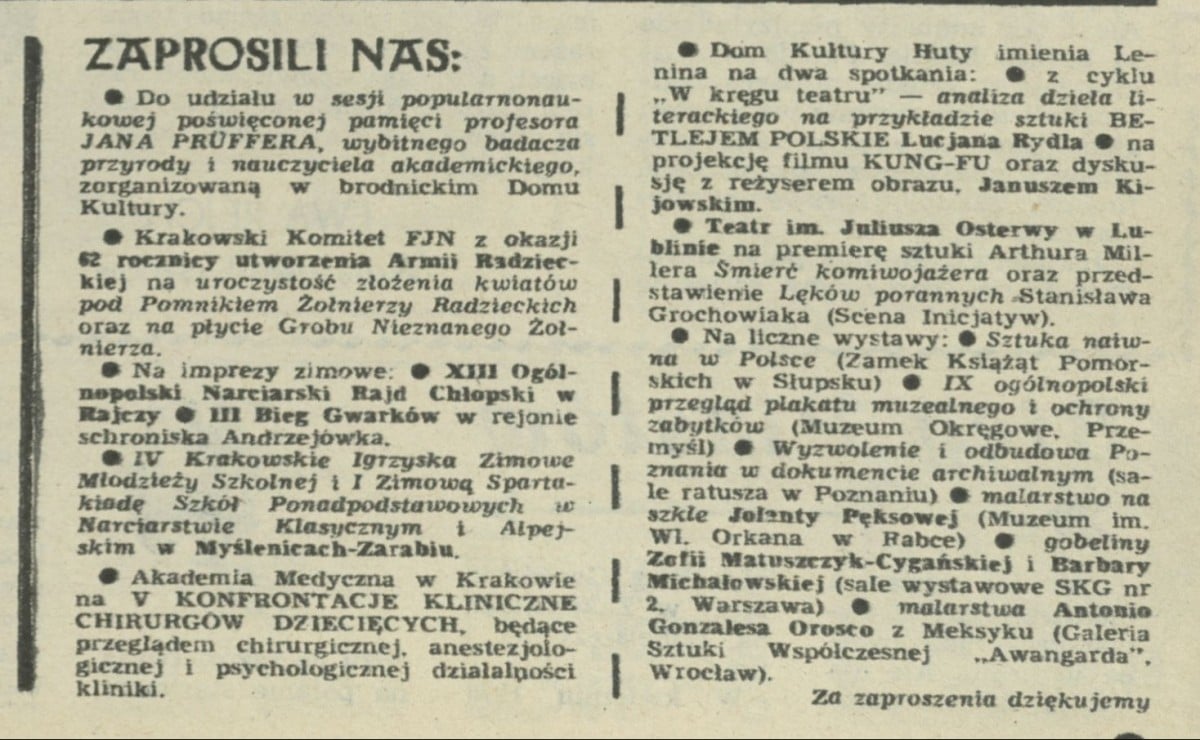 ZAPROSILI NAS:
● Do udziału w sesji popularnonau-
kowej poświęconej pamięci profesora
JANA PRÜFFERA, wybitnego badacza
przyrody i nauczyciela akademickiego,
zorganizowaną w brodnickim Domu
Kultury.
● Krakowski Komitet FJN z okazji
62 rocznicy utworzenia Armii Radziec-
kiej na uroczystość złożenia kwiatów
pod Pomnikiem Żołnierzy Radzieckich
oraz na płycie Grobu Nieznanego Żoł-
nierza.
● Na imprezy zimowe: ● XIII Ogól-
nopolski Narciarski Rajd Chłopski w
Rajczy ● III Bieg Gwarków w rejonie
schroniska Andrzejówka.
● IV Krakowskie Igrzyska Zimowe
Młodzieży Szkolnej i I Zimową Sparta-
kiadę Szkół Ponadpodstawowych w
Narciarstwie Klasycznym i Alpej-
skim w Myślenicach-Zarabiu.
● Akademia Medyczna w Krakowie
na V KONFRONTACJE KLINICZNE
CHIRURGÓW DZIECIĘCYCH, będące
przeglądem chirurgicznej, anestezjolo-
gicznej i psychologicznej działalności
kliniki.
● Dom Kultury Huty imienia Le-
nina na dwa spotkania: ● z cyklu
„W kręgu teatru” — analiza dzieła li-
terackiego na przykładzie sztuki BE-
TLEJEM POLSKIE Lucjana Rydla ● na
projekcję filmu KUNG-FU oraz dysku-
sję z reżyserem obrazu, Januszem Ki-
jowskim.
● Teatr im. Juliusza Osterwy w Lu-
blinie na premierę sztuki Arthura Mil-
lera Śmierć komiwojażera oraz przed-
stawienie Lęków porannych Stanisława
Grochowiaka (Scena Inicjatyw).
● Na liczne wystawy: ● Sztuka naiw-
na w Polsce (Zamek Książąt Pomor-
skich w Słupsku) ● IX ogólnopolski
przegląd plakatu muzealnego i ochrony
zabytków (Muzeum Okręgowe, Prze-
myśl) ● Wyzwolenie i odbudowa Po-
znania w dokumencie archiwalnym (sa-
le ratusza w Poznaniu) ● malarstwo na
szkle Jolanty Pęksowej (Muzeum im.
Wł. Orkana w Rabce) ● gobeliny
Zofii Matuszczyk-Cygańskiej i Barbary
Michałowskiej (sale wystawowe SKG nr
2, Warszawa) ● malarstwa Antonio
Gonzalesa Orosco z Meksyku (Galeria
Sztuki Współczesnej „Awangarda”,
Wrocław).
Za zaproszenia dziękujemy